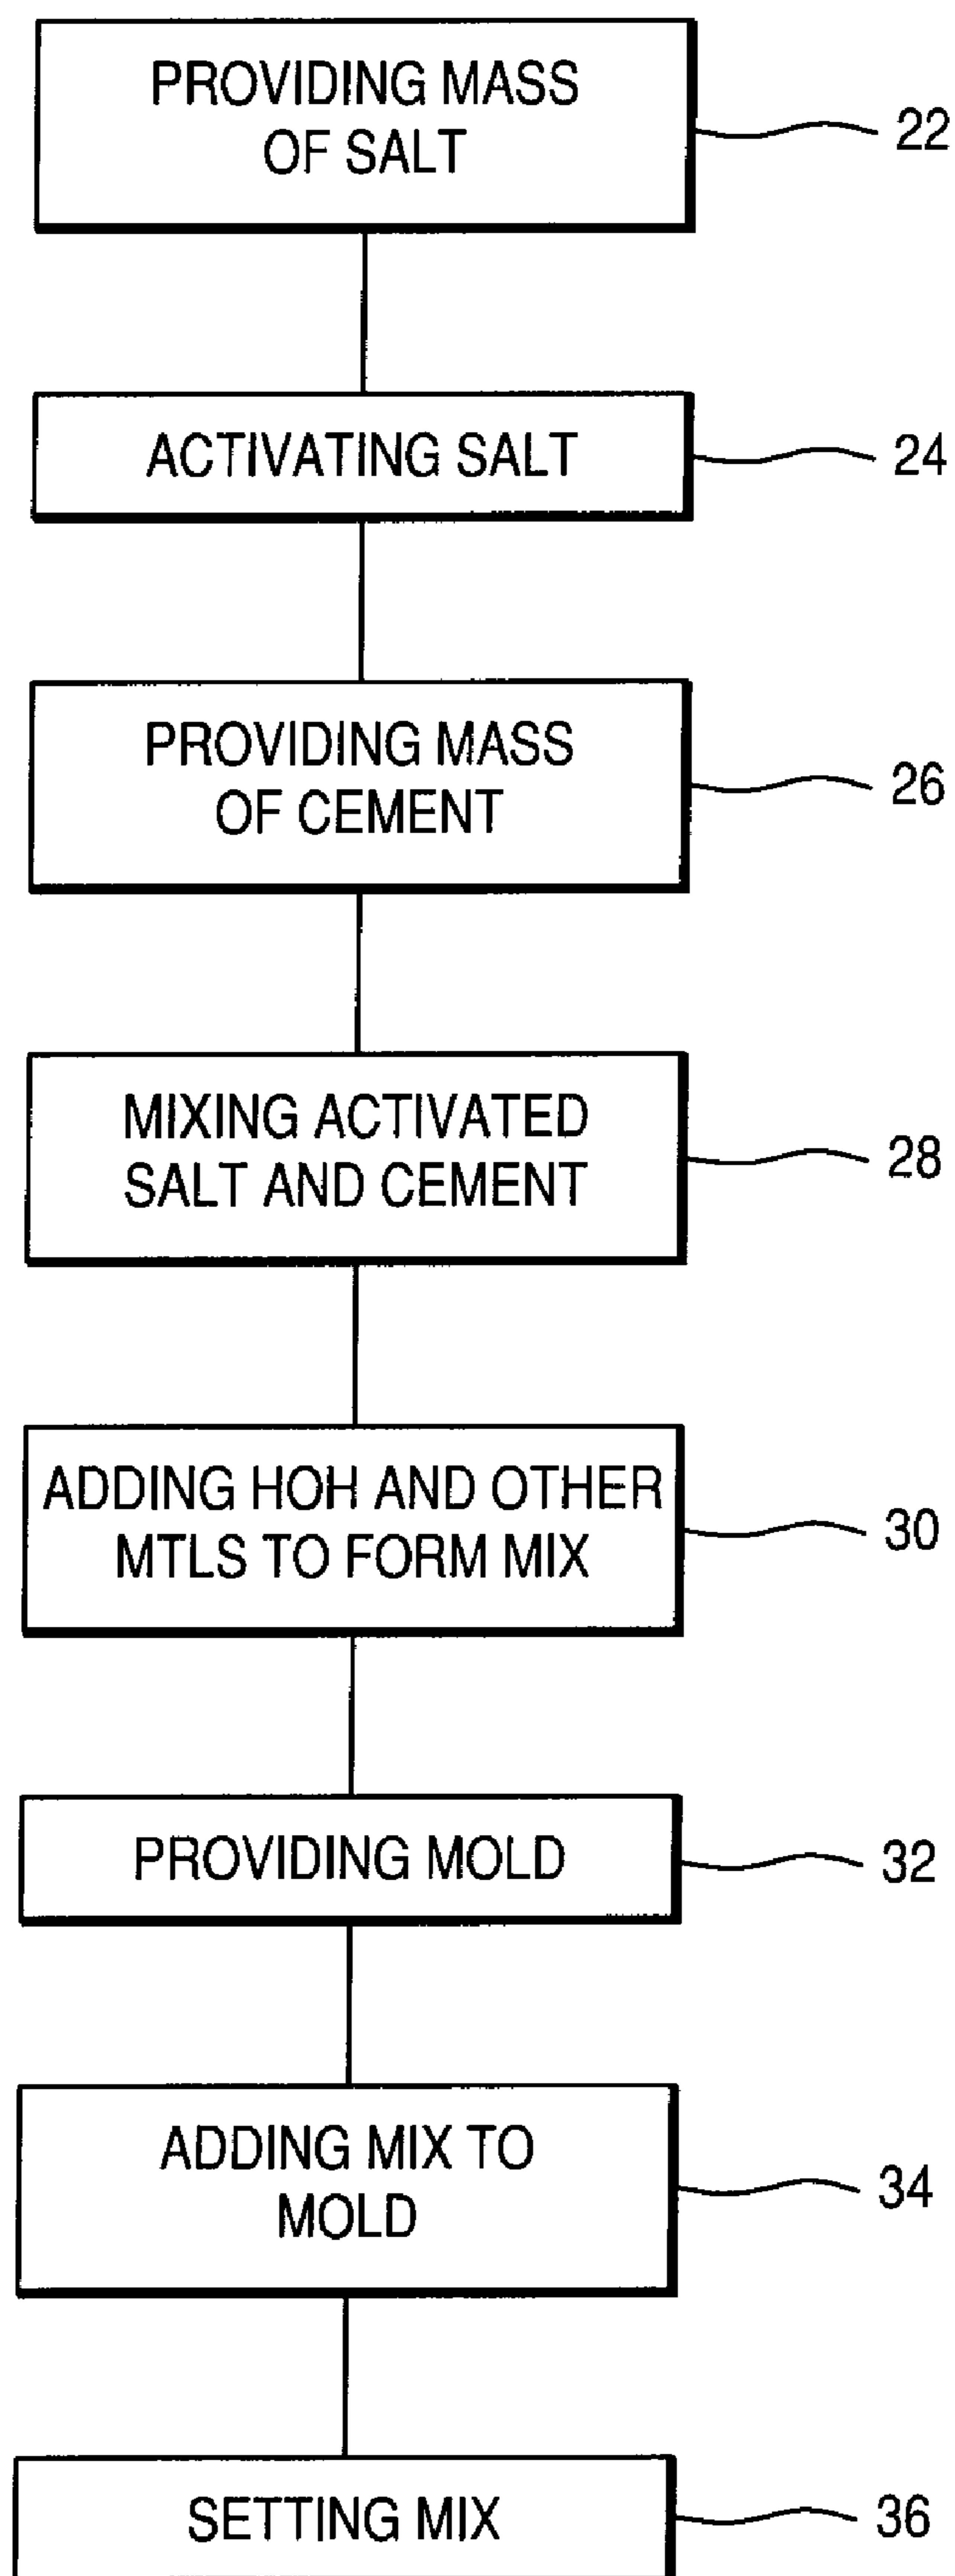 PROVIDING MASS
OF SALT
22
ACTIVATING SALT
24
PROVIDING MASS
OF CEMENT
26
MIXING ACTIVATED
SALT AND CEMENT
28
ADDING HOH AND OTHER
MTLS TO FORM MIX
30
PROVIDING MOLD
32
ADDING MIX TO
MOLD
34
SETTING MIX
36